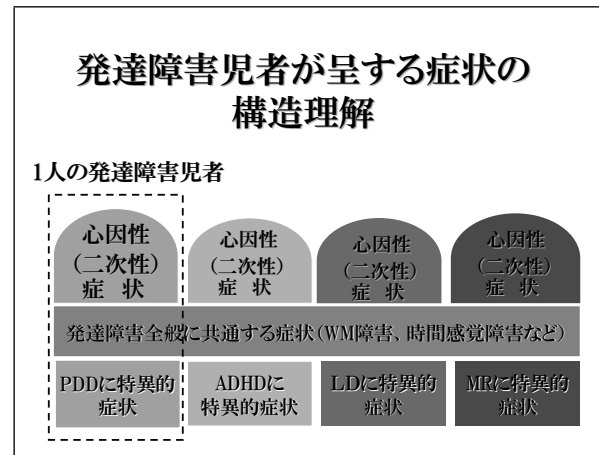 発達障害児者が呈する症状の
構造理解
1人の発達障害児者
心因性
(二次性)
症 状
心因性
(二次性)
症 状
心因性
(二次性)
症 状
心因性
(二次性)
症 状
発達障害全般に共通する症状(WM障害、時間感覚障害など)
PDDに特異的
症状
ADHDに
特異的症状
LDに特異的
症状
MRに特異的
症状